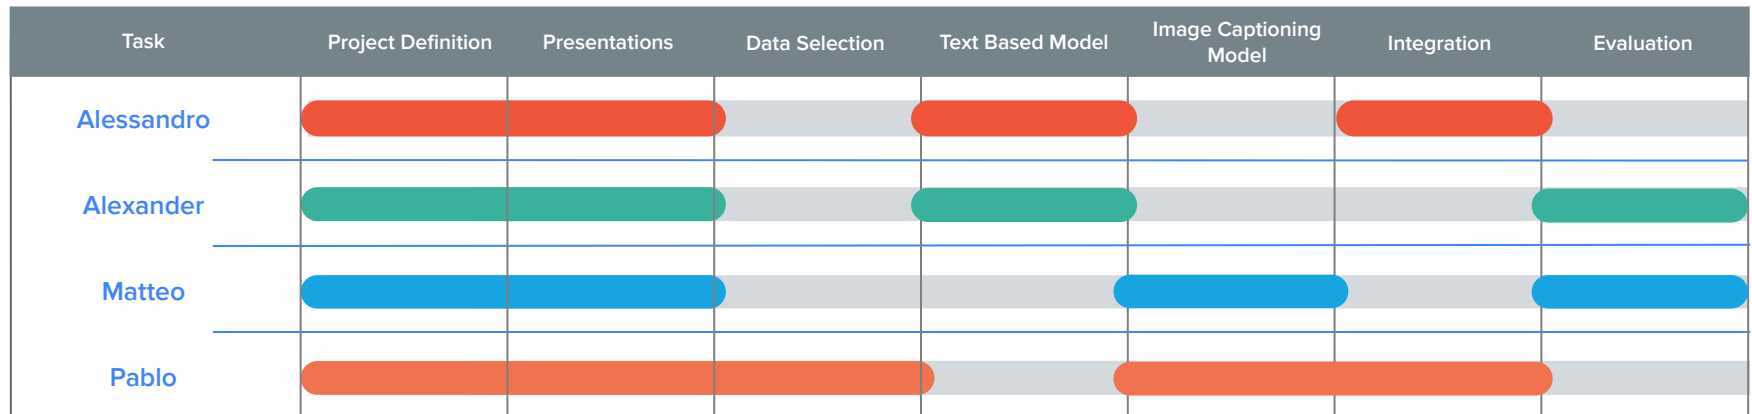 Task
Project Definition
Presentations
Data Selection
Text Based Model
Image Captioning
Model
Integration
Evaluation
Alessandro
Alexander
Matteo
Pablo